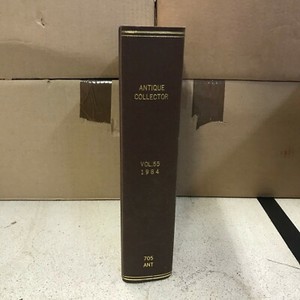 ANTIQUE
COLLECTOR
VOL.55
1984
705
ANT